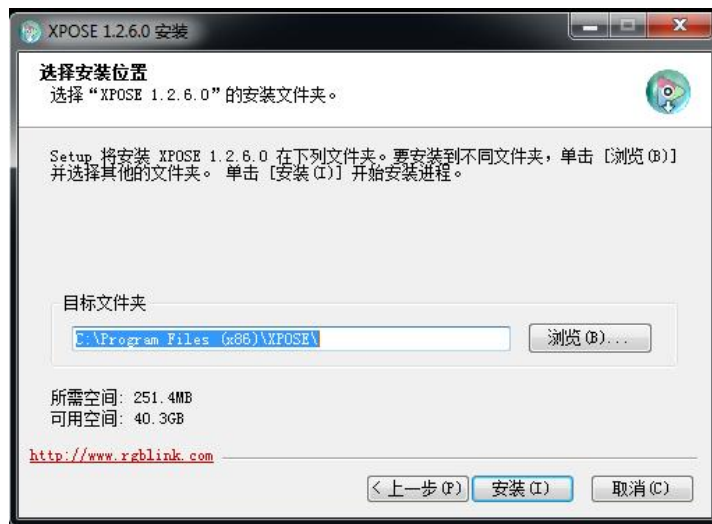 XPOSE 1.2.6.0 安装
选择安装位置
选择“XPOSE 1.2.6.0”的安装文件夹。
Setup 将安装 XPOSE 1.2.6.0 在下列文件夹。要安装到不同文件夹，单击 [浏览(B)]
并选择其他的文件夹。 单击 [安装(I)] 开始安装进程。
目标文件夹
C:\Program Files (x86)\XPOSE\
浏览(B)...
所需空间: 251.4MB
可用空间: 40.3GB
http://www.rgblink.com
< 上一步(P) 安装(I) 取消(C)